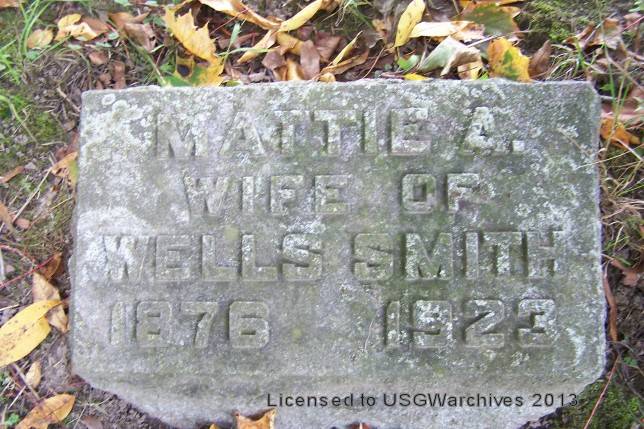 MATTIE A.
WIFE OF
WELLS SMITH
1876 1923
Licensed to USGWarchives 2013